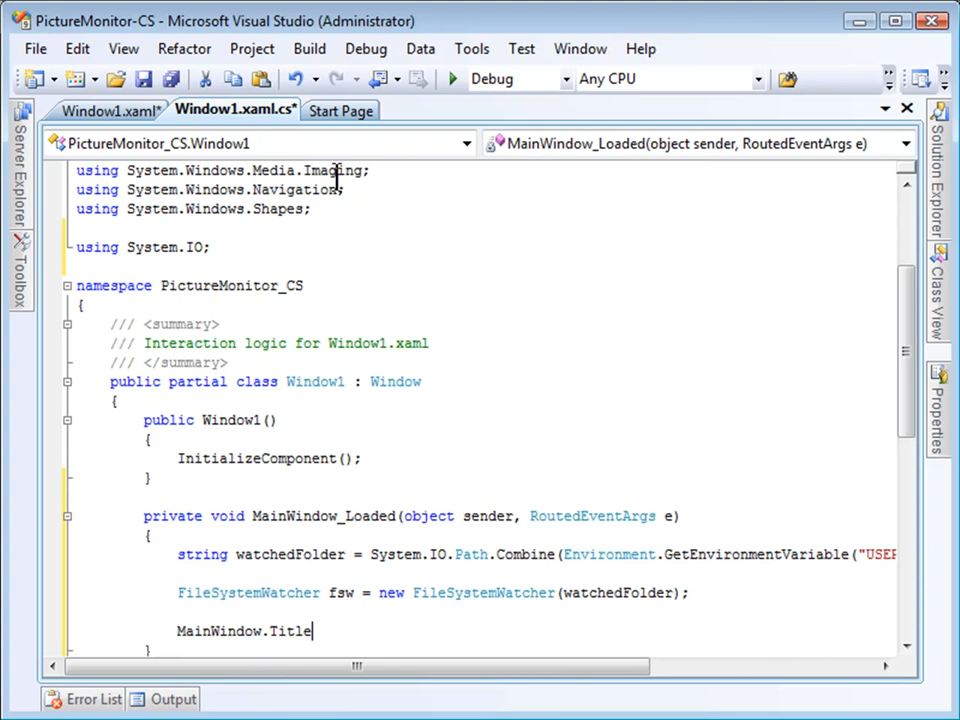 PictureMonitor-CS - Microsoft Visual Studio (Administrator)
File Edit View Refactor Project Build Debug Data Tools Test Window Help
Debug Any CPU
Window1.xaml* Window1.xaml.cs* Start Page
PictureMonitor_CS.Window1 MainWindow_Loaded(object sender, RoutedEventArgs e)
Server Explorer
Toolbox
Solution Explorer
Class View
Properties
using System.Windows.Media.Imaging;
using System.Windows.Navigation;
using System.Windows.Shapes;
using System.IO;
namespace PictureMonitor_CS
{
/// <summary>
/// Interaction logic for Window1.xaml
/// </summary>
public partial class Window1 : Window
{
public Window1()
{
InitializeComponent();
}
private void MainWindow_Loaded(object sender, RoutedEventArgs e)
{
string watchedFolder = System.IO.Path.Combine(Environment.GetEnvironmentVariable("USER
FileSystemWatcher fsw = new FileSystemWatcher(watchedFolder);
MainWindow.Title
}
Error List Output